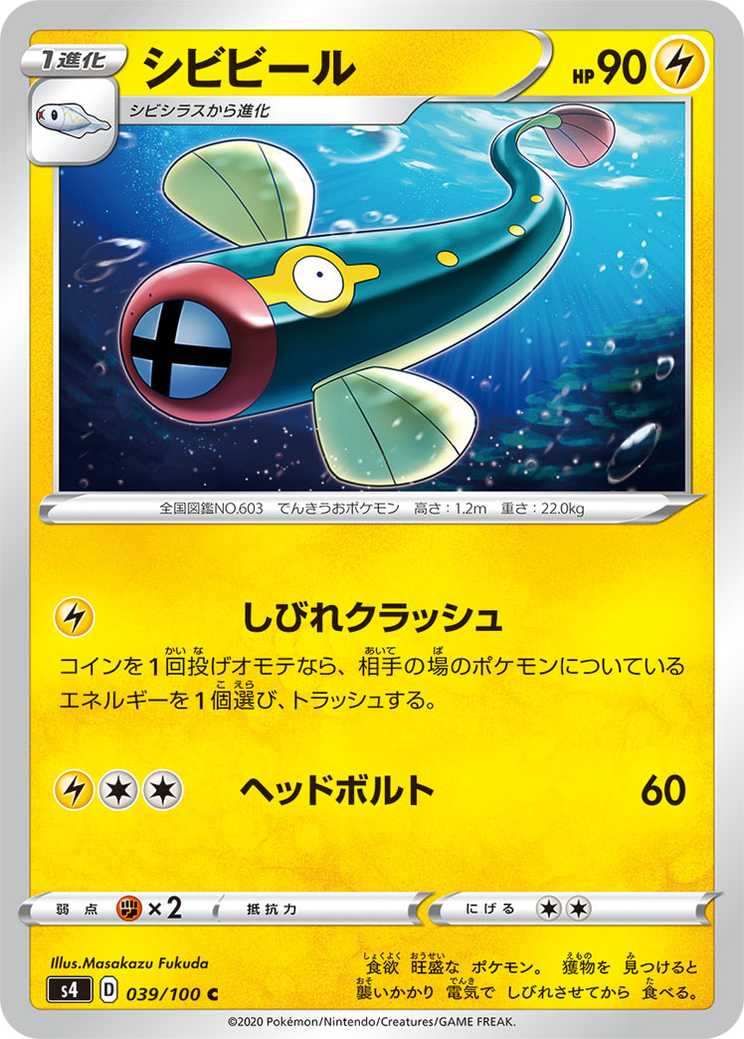 1進化
シビビール
HP 90
シビシラスから進化
全国図鑑NO.603 でんきうおポケモン 高さ:1.2m 重さ:22.0kg
しびれクラッシュ
コインを1回投げオモテなら、相手の場のポケモンについている
エネルギーを1個選び、トラッシュする。
ヘッドボルト 60
弱点 ×2 抵抗力 にげる
Illus.Masakazu Fukuda
s4 D 039/100 C
食欲 旺盛な ポケモン。 獲物を 見つけると
襲いかかり 電気で しびれさせてから 食べる。
©2020 Pokémon/Nintendo/Creatures/GAME FREAK.